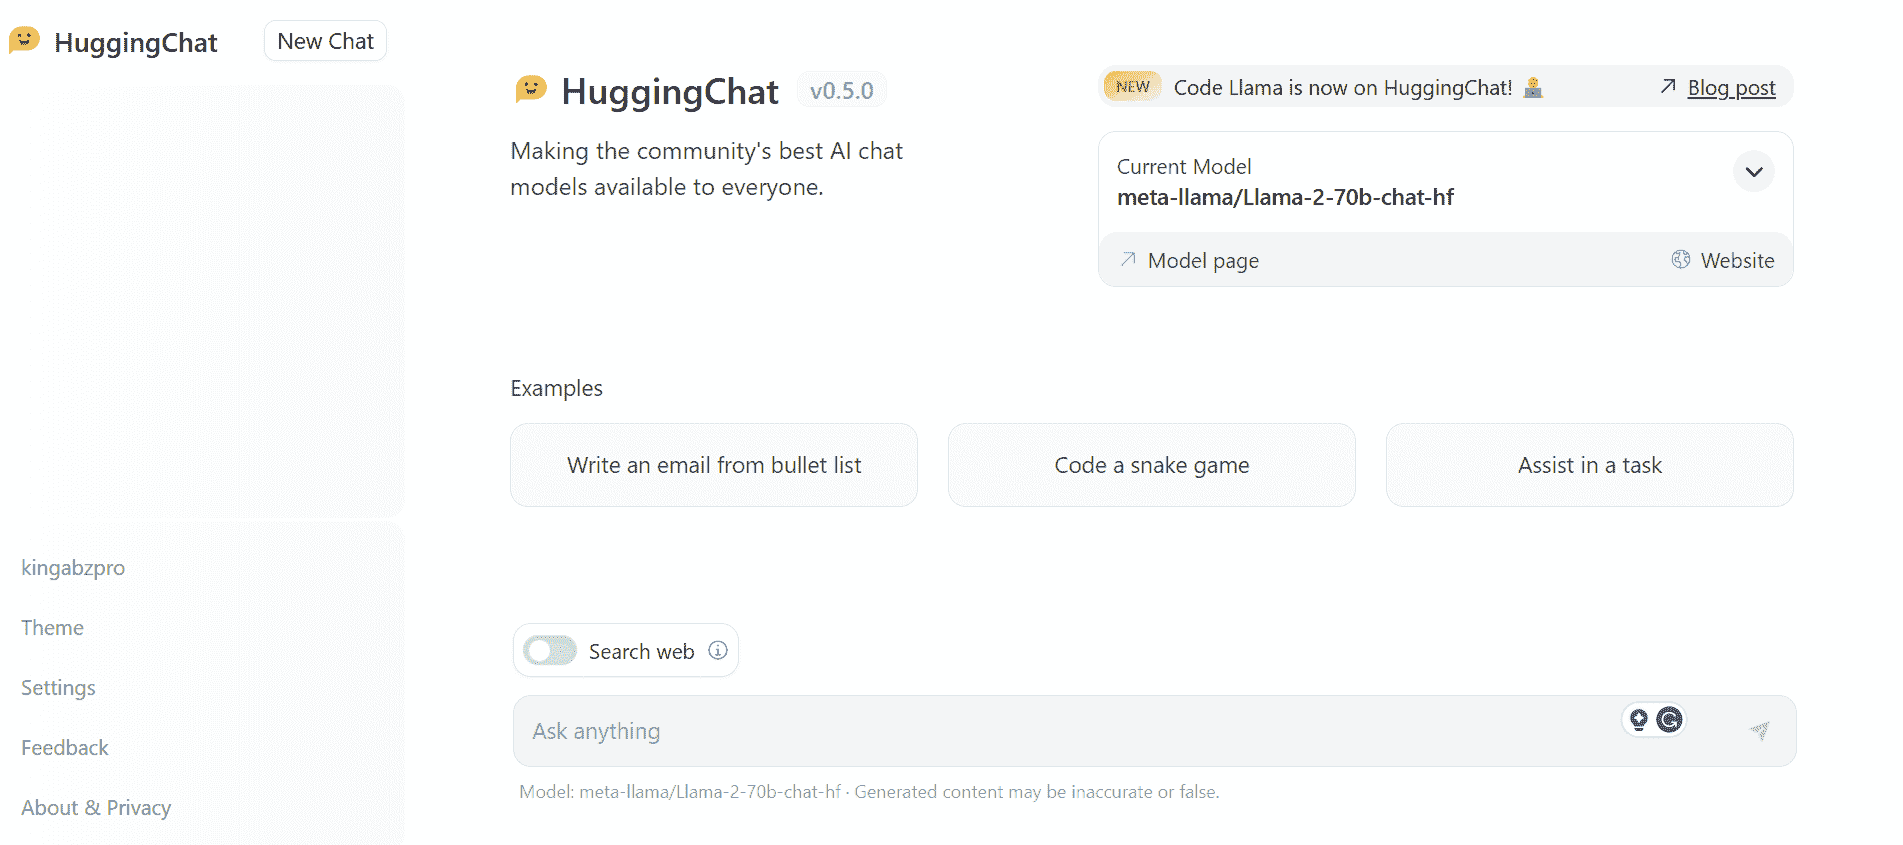 HuggingChat
New Chat
kingabzpro
Theme
Settings
Feedback
About & Privacy
HuggingChat v0.5.0
Making the community's best AI chat
models available to everyone.
NEW Code Llama is now on HuggingChat! Blog post
Current Model
meta-llama/Llama-2-70b-chat-hf
Model page
Website
Examples
Write an email from bullet list
Code a snake game
Assist in a task
Search web
Ask anything
Model: meta-llama/Llama-2-70b-chat-hf · Generated content may be inaccurate or false.